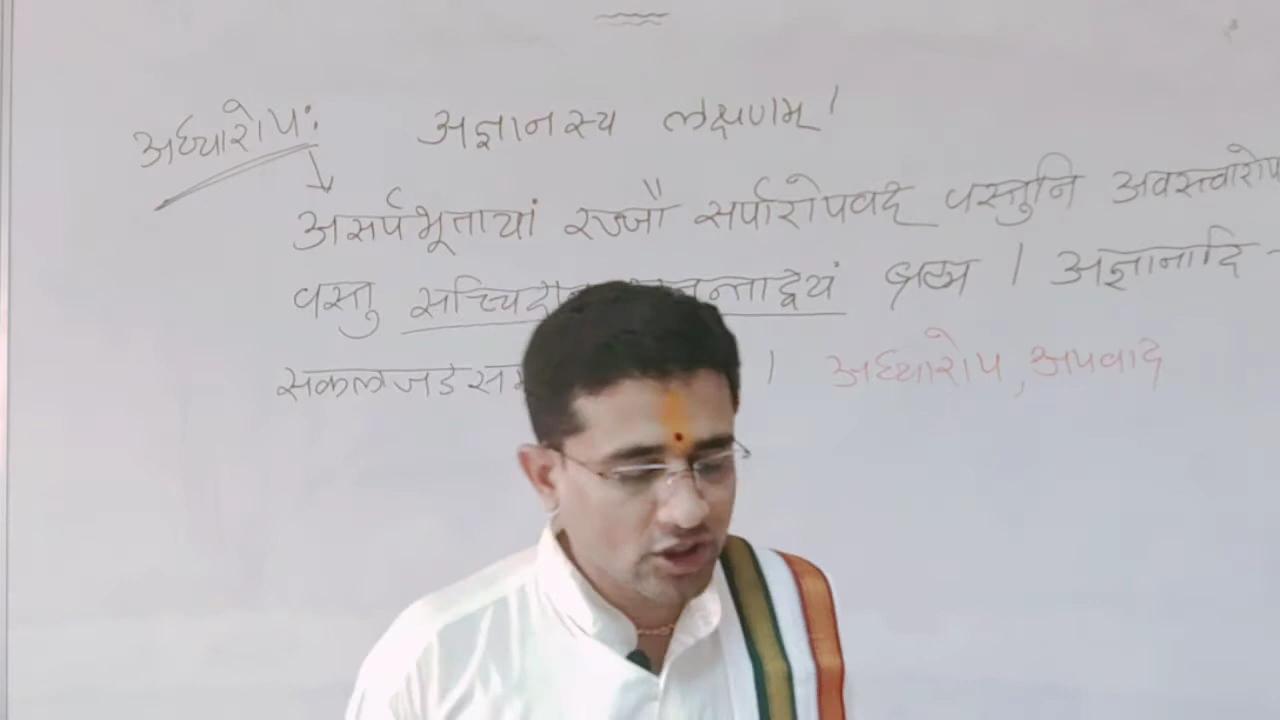 अध्यारोपः अज्ञानस्य लक्षणम् ।
असर्पभूतायां रज्जौ सर्पारोपवद् वस्तुनि अवस्त्वारोप
वस्तु सच्चिदान न्ताद्वयं ब्रह्म । अज्ञानादि -
सकलजडसम । अध्यारोप , अपवाद